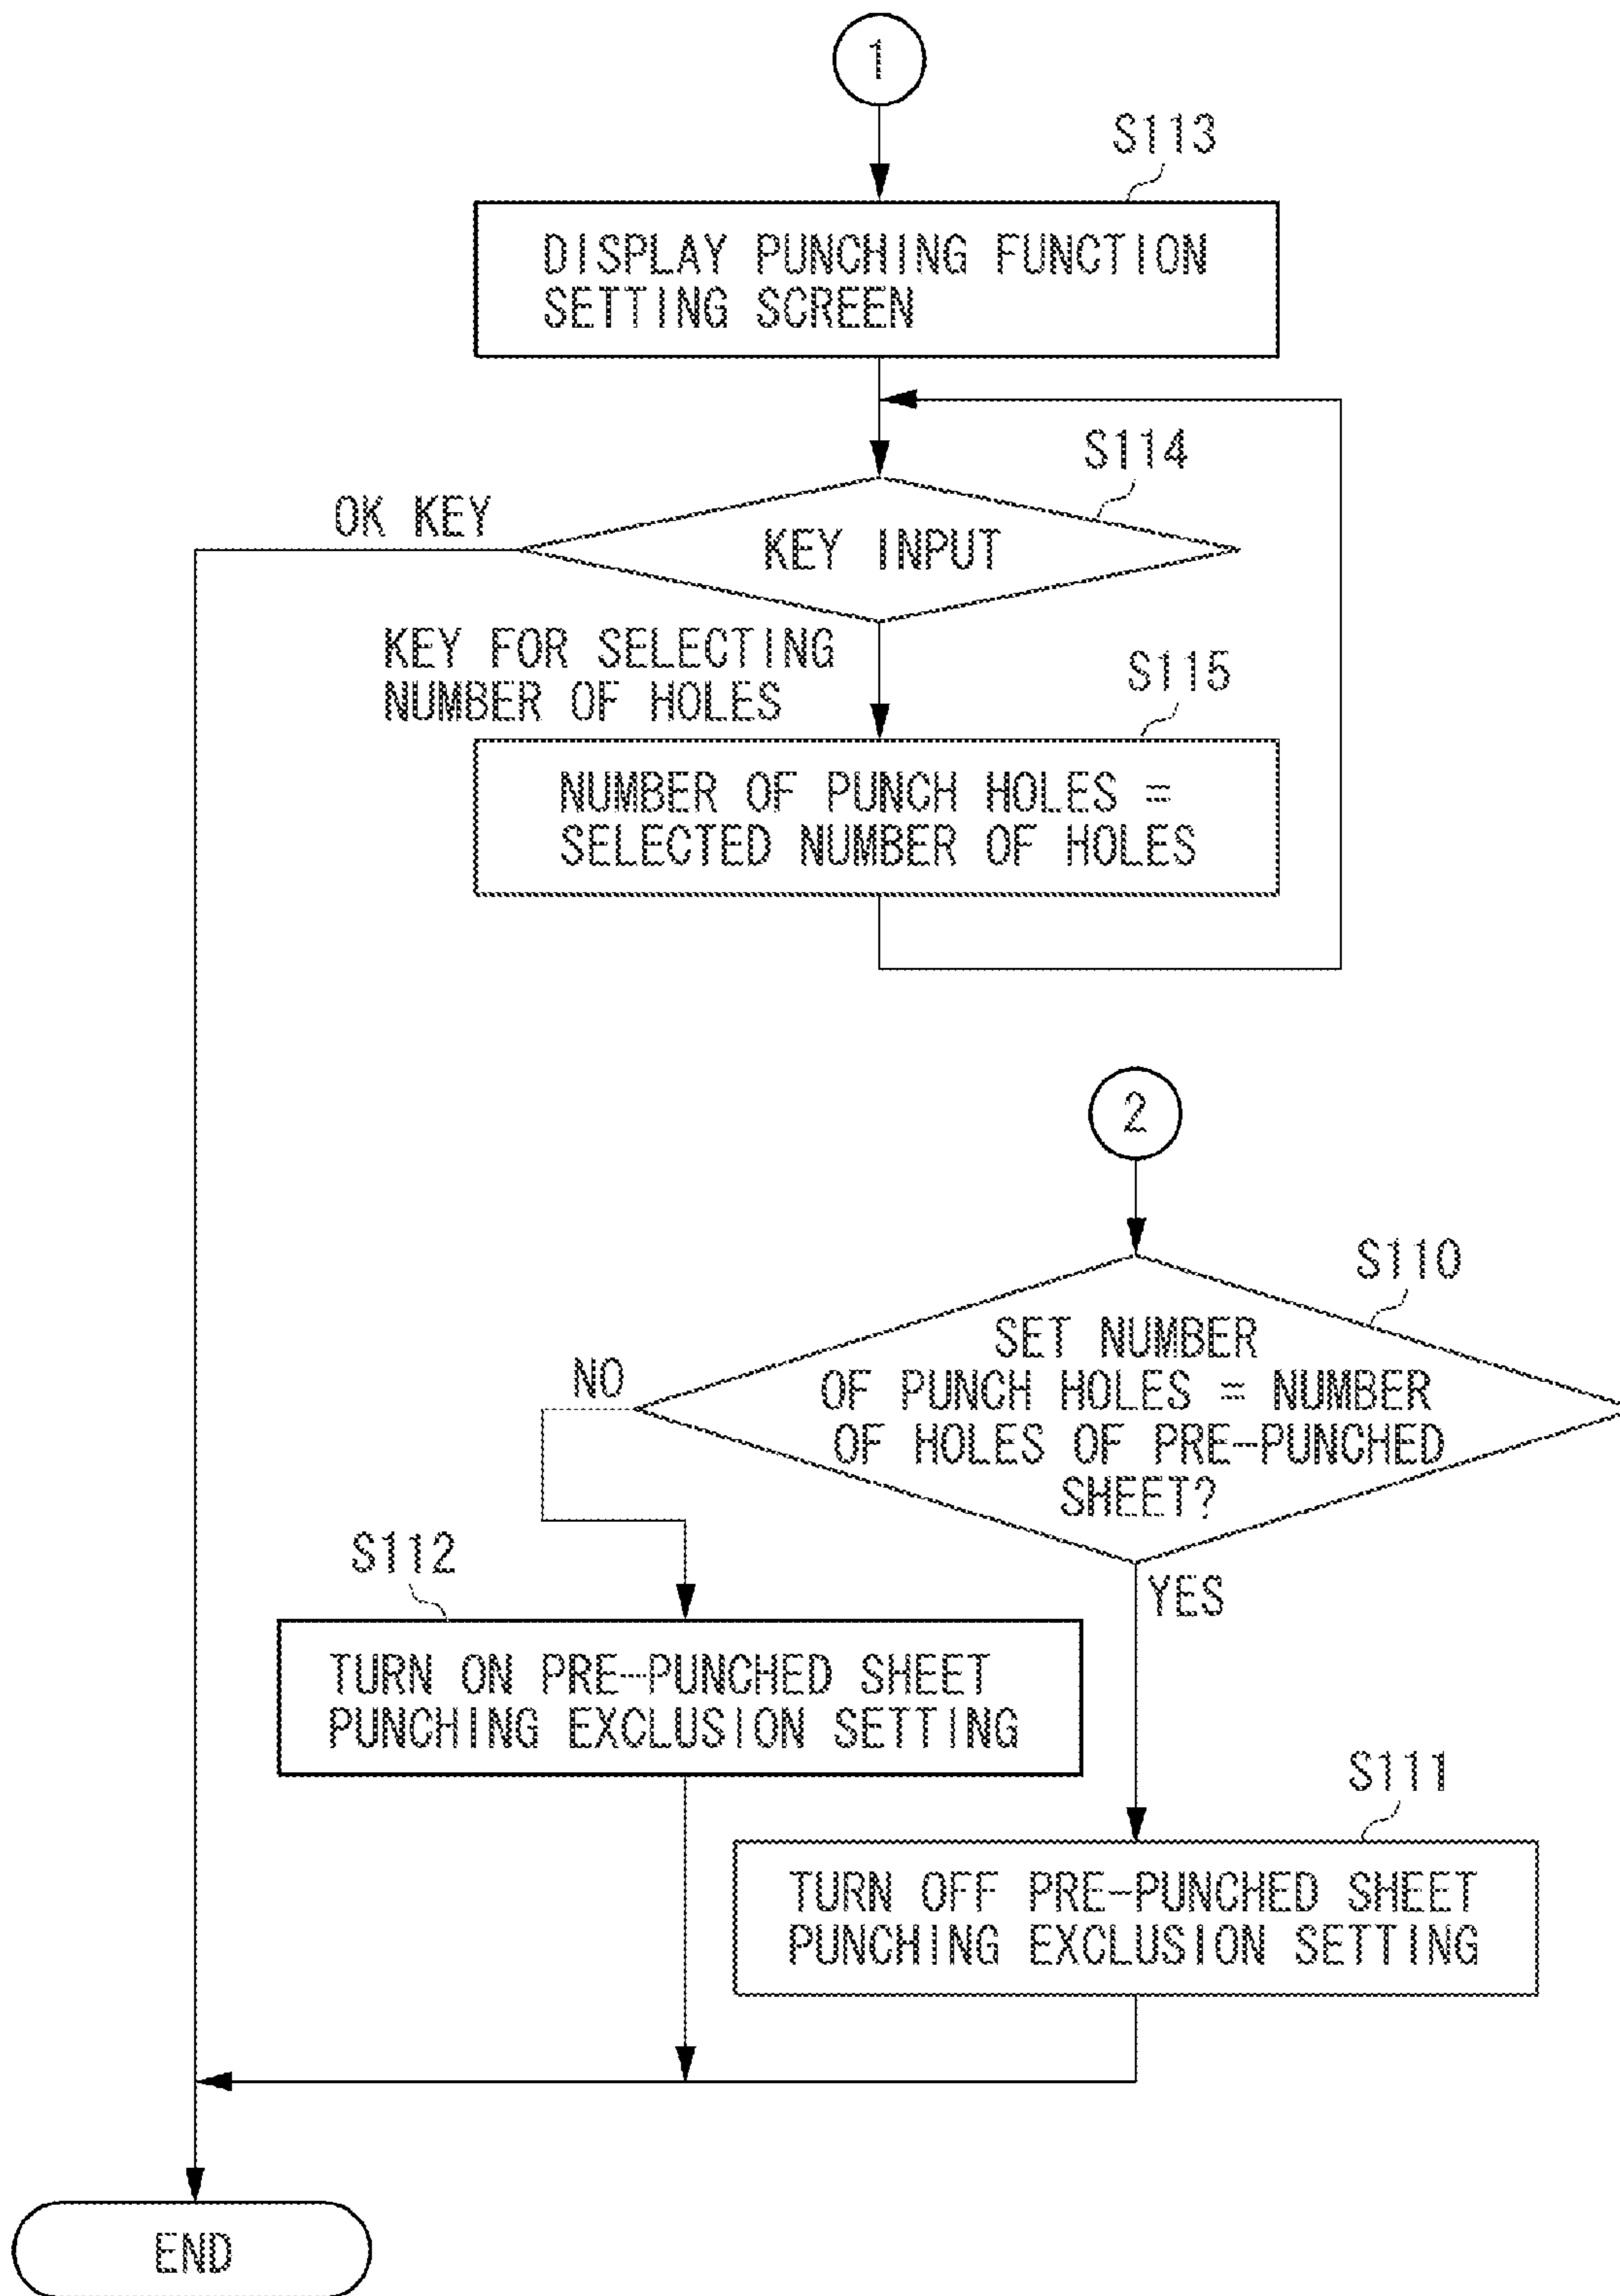 1
S113
DISPLAY PUNCHING FUNCTION
SETTING SCREEN
S114
OK KEY
KEY INPUT
KEY FOR SELECTING
NUMBER OF HOLES
S115
NUMBER OF PUNCH HOLES =
SELECTED NUMBER OF HOLES
2
S110
SET NUMBER
OF PUNCH HOLES = NUMBER
OF HOLES OF PRE-PUNCHED
SHEET?
NO
YES
S112
TURN ON PRE-PUNCHED SHEET
PUNCHING EXCLUSION SETTING
S111
TURN OFF PRE-PUNCHED SHEET
PUNCHING EXCLUSION SETTING
END